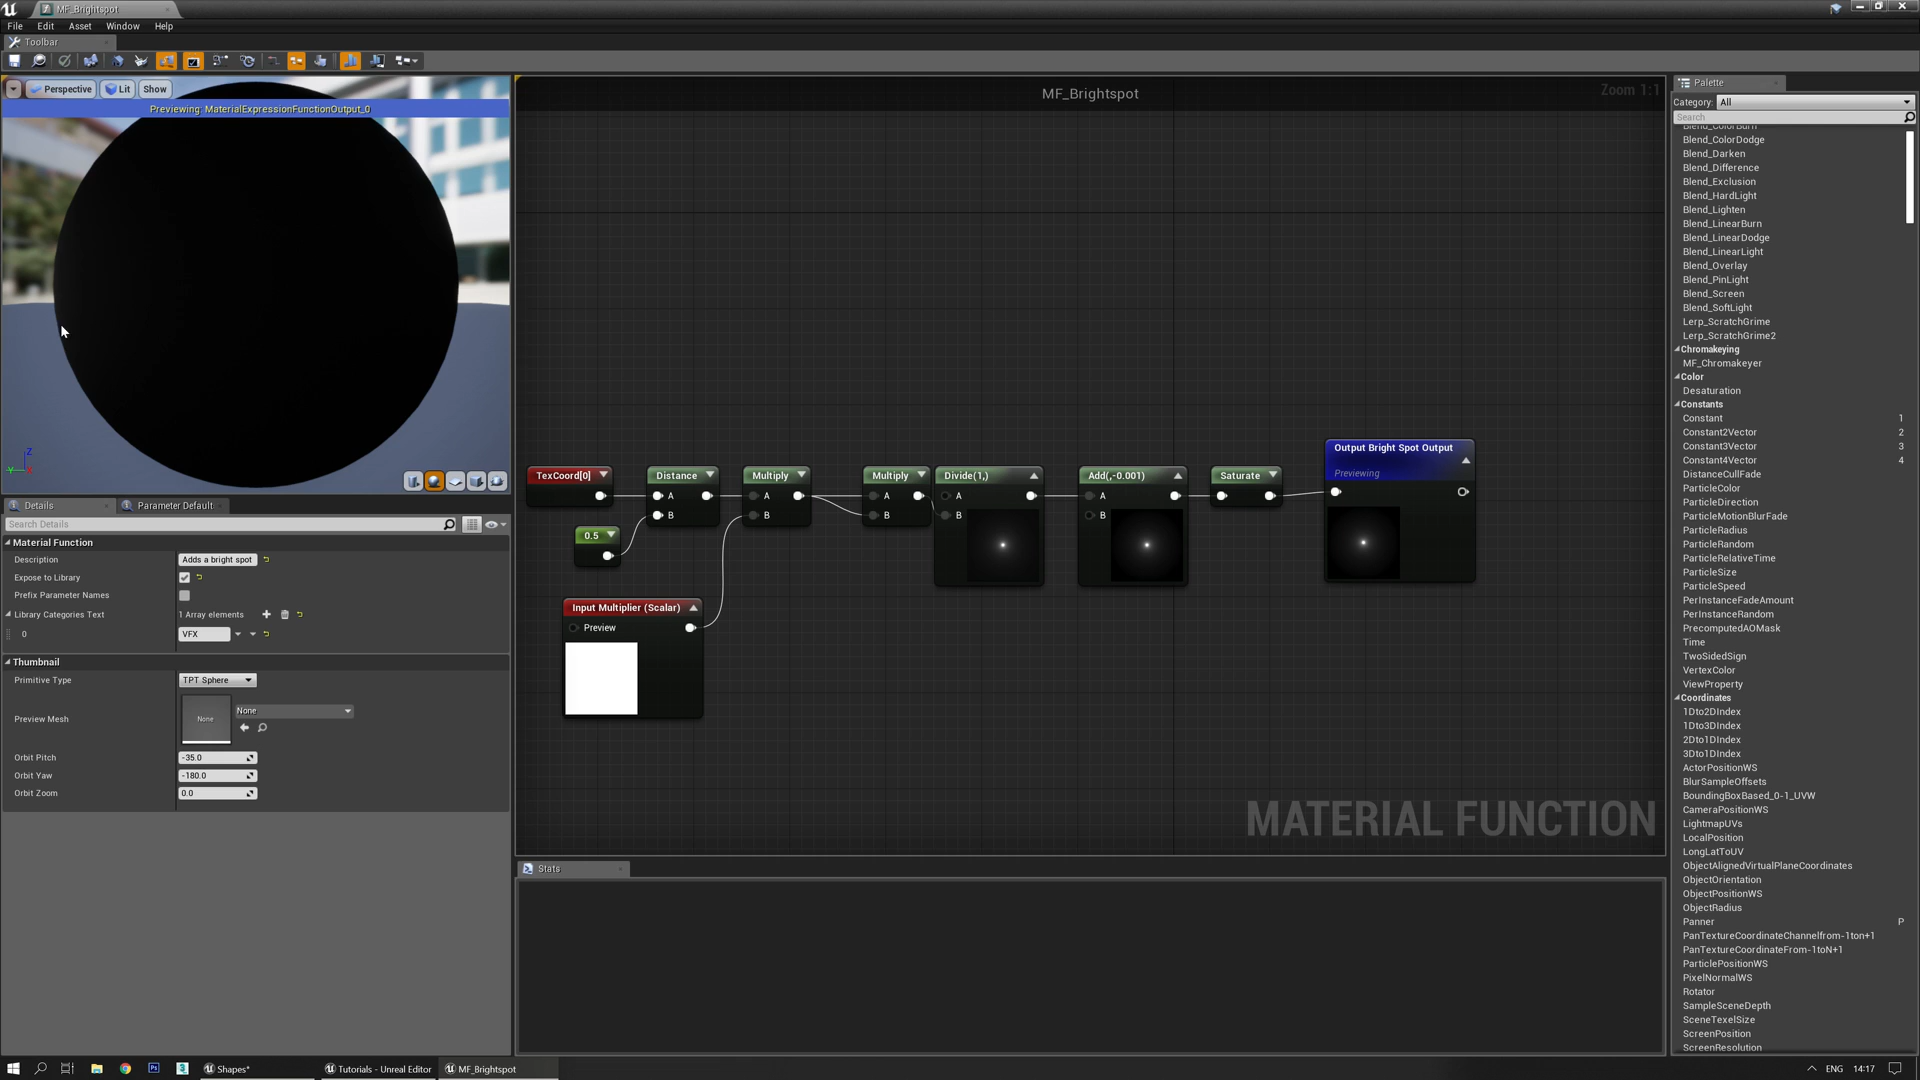 MF_Brightspot
File Edit Asset Window Help
Toolbar
Perspective Lit Show
Previewing: MaterialExpressionFunctionOutput_0
Z
Y X
Details Parameter Default
Search Details
Material Function
Description Adds a bright spot
Expose to Library
Prefix Parameter Names
Library Categories Text 1 Array elements
0 VFX
Thumbnail
Primitive Type TPT Sphere
Preview Mesh None None
Orbit Pitch -35.0
Orbit Yaw -180.0
Orbit Zoom 0.0
MF_Brightspot
Zoom 1:1
TexCoord[0]
0.5
Distance
A
B
Input Multiplier (Scalar)
Preview
Multiply
A
B
Multiply
A
B
Divide(1,)
A
B
Add(,-0.001)
A
B
Saturate
Output Bright Spot Output
Previewing
MATERIAL FUNCTION
Stats
Palette
Category: All
Search
Blend_ColorBurn
Blend_ColorDodge
Blend_Darken
Blend_Difference
Blend_Exclusion
Blend_HardLight
Blend_Lighten
Blend_LinearBurn
Blend_LinearDodge
Blend_LinearLight
Blend_Overlay
Blend_PinLight
Blend_Screen
Blend_SoftLight
Lerp_ScratchGrime
Lerp_ScratchGrime2
Chromakeying
MF_Chromakeyer
Color
Desaturation
Constants
Constant 1
Constant2Vector 2
Constant3Vector 3
Constant4Vector 4
DistanceCullFade
ParticleColor
ParticleDirection
ParticleMotionBlurFade
ParticleRadius
ParticleRandom
ParticleRelativeTime
ParticleSize
ParticleSpeed
PerInstanceFadeAmount
PerInstanceRandom
PrecomputedAOMask
Time
TwoSidedSign
VertexColor
ViewProperty
Coordinates
1Dto2DIndex
1Dto3DIndex
2Dto1DIndex
3Dto1DIndex
ActorPositionWS
BlurSampleOffsets
BoundingBoxBased_0-1_UVW
CameraPositionWS
LightmapUVs
LocalPosition
LongLatToUV
ObjectAlignedVirtualPlaneCoordinates
ObjectOrientation
ObjectPositionWS
ObjectRadius
Panner P
PanTextureCoordinateChannelfrom-1ton+1
PanTextureCoordinateFrom-1toN+1
ParticlePositionWS
PixelNormalWS
Rotator
SampleSceneDepth
SceneTexelSize
ScreenPosition
ScreenResolution
Shapes* Tutorials - Unreal Editor MF_Brightspot ENG 14:17